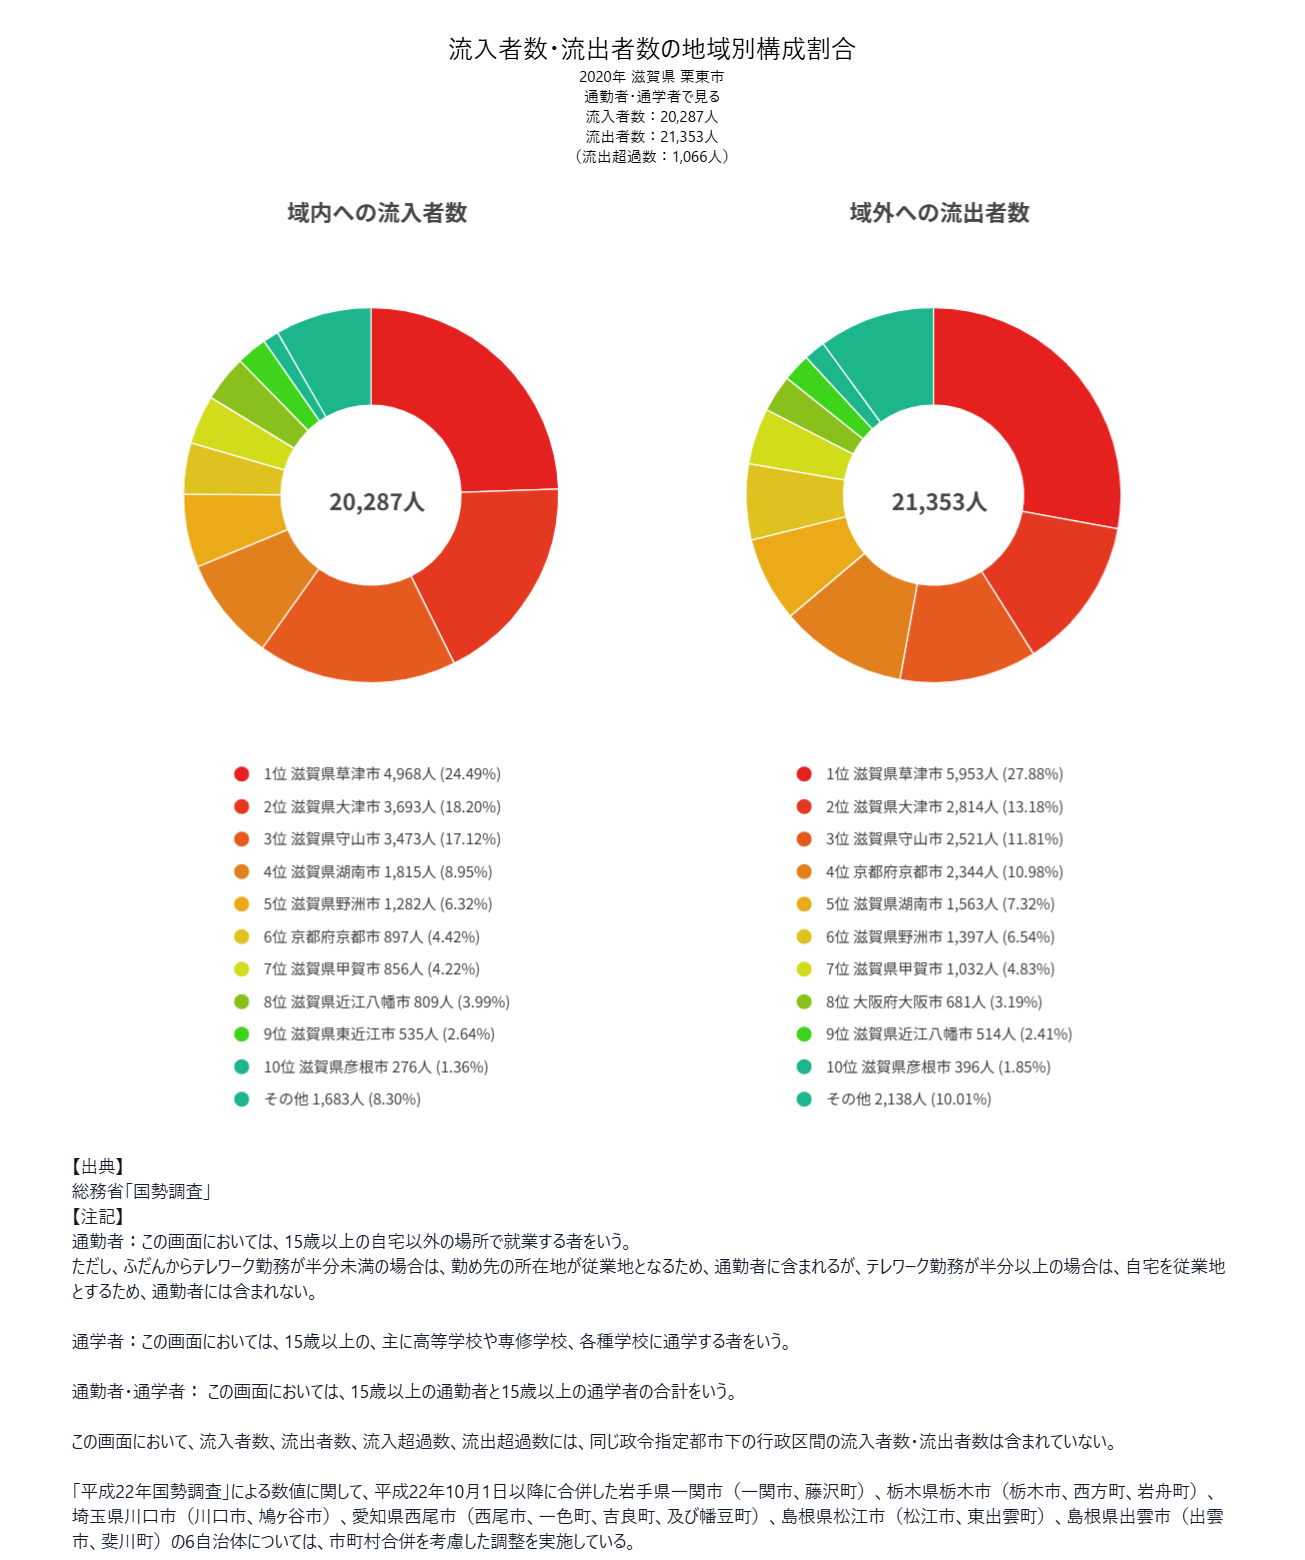 流入者数・流出者数の地域別構成割合
2020年 滋賀県 栗東市
通勤者・通学者で見る
流入者数：20,287人
流出者数：21,353人
（流出超過数：1,066人）
域内への流入者数
20,287人
1位 滋賀県草津市 4,968人 (24.49%)
2位 滋賀県大津市 3,693人 (18.20%)
3位 滋賀県守山市 3,473人 (17.12%)
4位 滋賀県湖南市 1,815人 (8.95%)
5位 滋賀県野洲市 1,282人 (6.32%)
6位 京都府京都市 897人 (4.42%)
7位 滋賀県甲賀市 856人 (4.22%)
8位 滋賀県近江八幡市 809人 (3.99%)
9位 滋賀県東近江市 535人 (2.64%)
10位 滋賀県彦根市 276人 (1.36%)
その他 1,683人 (8.30%)
域外への流出者数
21,353人
1位 滋賀県草津市 5,953人 (27.88%)
2位 滋賀県大津市 2,814人 (13.18%)
3位 滋賀県守山市 2,521人 (11.81%)
4位 京都府京都市 2,344人 (10.98%)
5位 滋賀県湖南市 1,563人 (7.32%)
6位 滋賀県野洲市 1,397人 (6.54%)
7位 滋賀県甲賀市 1,032人 (4.83%)
8位 大阪府大阪市 681人 (3.19%)
9位 滋賀県近江八幡市 514人 (2.41%)
10位 滋賀県彦根市 396人 (1.85%)
その他 2,138人 (10.01%)
【出典】
総務省「国勢調査」
【注記】
通勤者：この画面においては、15歳以上の自宅以外の場所で就業する者をいう。
ただし、ふだんからテレワーク勤務が半分未満の場合は、勤め先の所在地が従業地となるため、通勤者に含まれるが、テレワーク勤務が半分以上の場合は、自宅を従業地
とするため、通勤者には含まれない。
通学者：この画面においては、15歳以上の、主に高等学校や専修学校、各種学校に通学する者をいう。
通勤者・通学者： この画面においては、15歳以上の通勤者と15歳以上の通学者の合計をいう。
この画面において、流入者数、流出者数、流入超過数、流出超過数には、同じ政令指定都市下の行政区間の流入者数・流出者数は含まれていない。
「平成22年国勢調査」による数値に関して、平成22年10月1日以降に合併した岩手県一関市（一関市、藤沢町）、栃木県栃木市（栃木市、西方町、岩舟町）、
埼玉県川口市（川口市、鳩ヶ谷市）、愛知県西尾市（西尾市、一色町、吉良町、及び幡豆町）、島根県松江市（松江市、東出雲町）、島根県出雲市（出雲
市、斐川町）の6自治体については、市町村合併を考慮した調整を実施している。